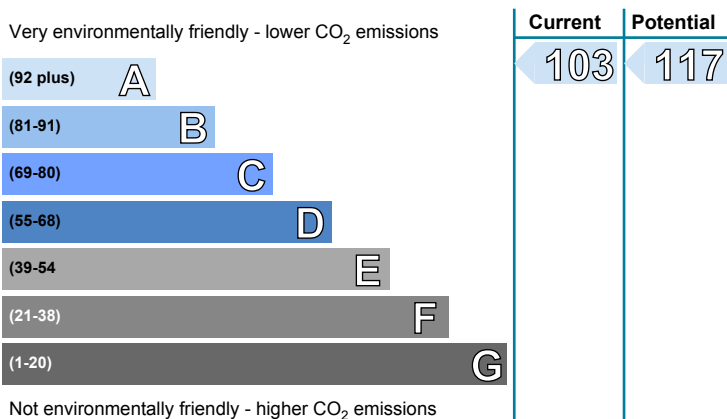 Very environmentally friendly - lower CO2 emissions
Current Potential
(92 plus) A 103 117
(81-91) B
(69-80) C
(55-68) D
(39-54 E
(21-38) F
(1-20) G
Not environmentally friendly - higher CO2 emissions